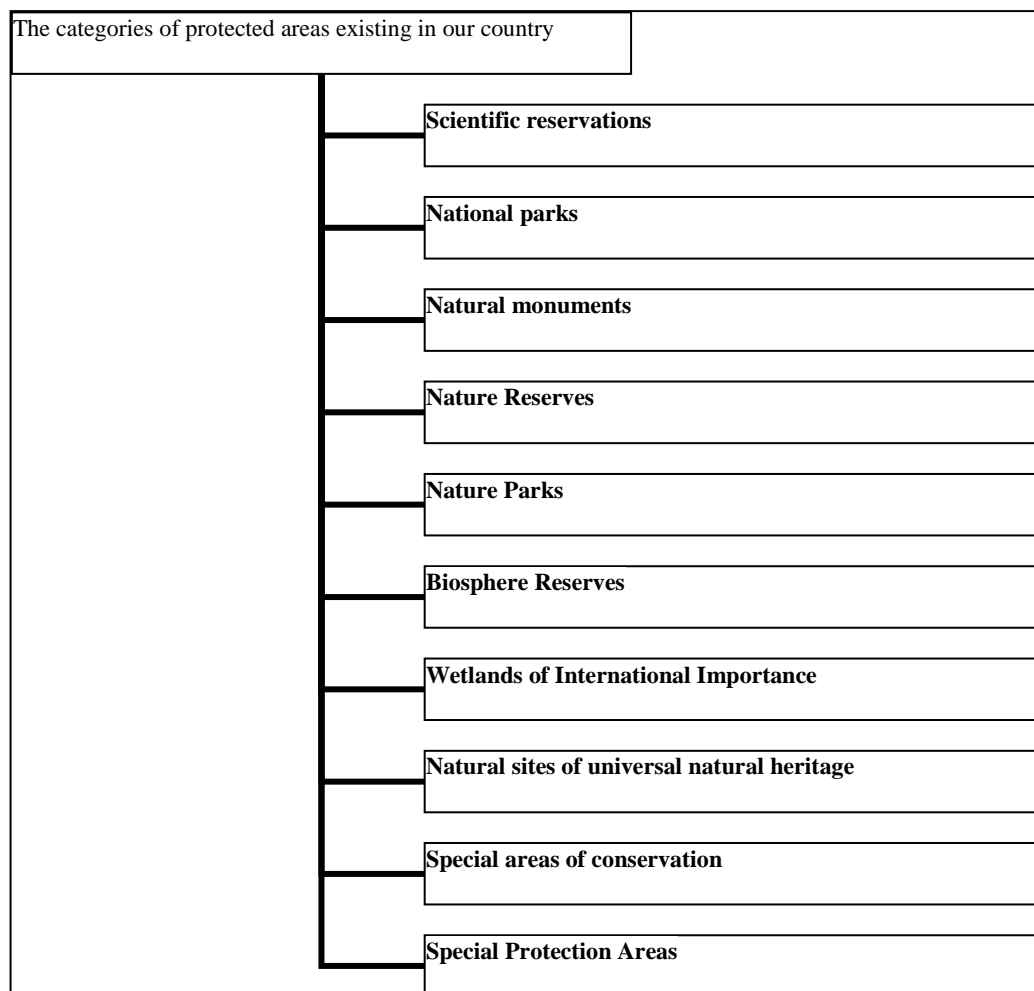 The categories of protected areas existing in our country
Scientific reservations
National parks
Natural monuments
Nature Reserves
Nature Parks
Biosphere Reserves
Wetlands of International Importance
Natural sites of universal natural heritage
Special areas of conservation
Special Protection Areas